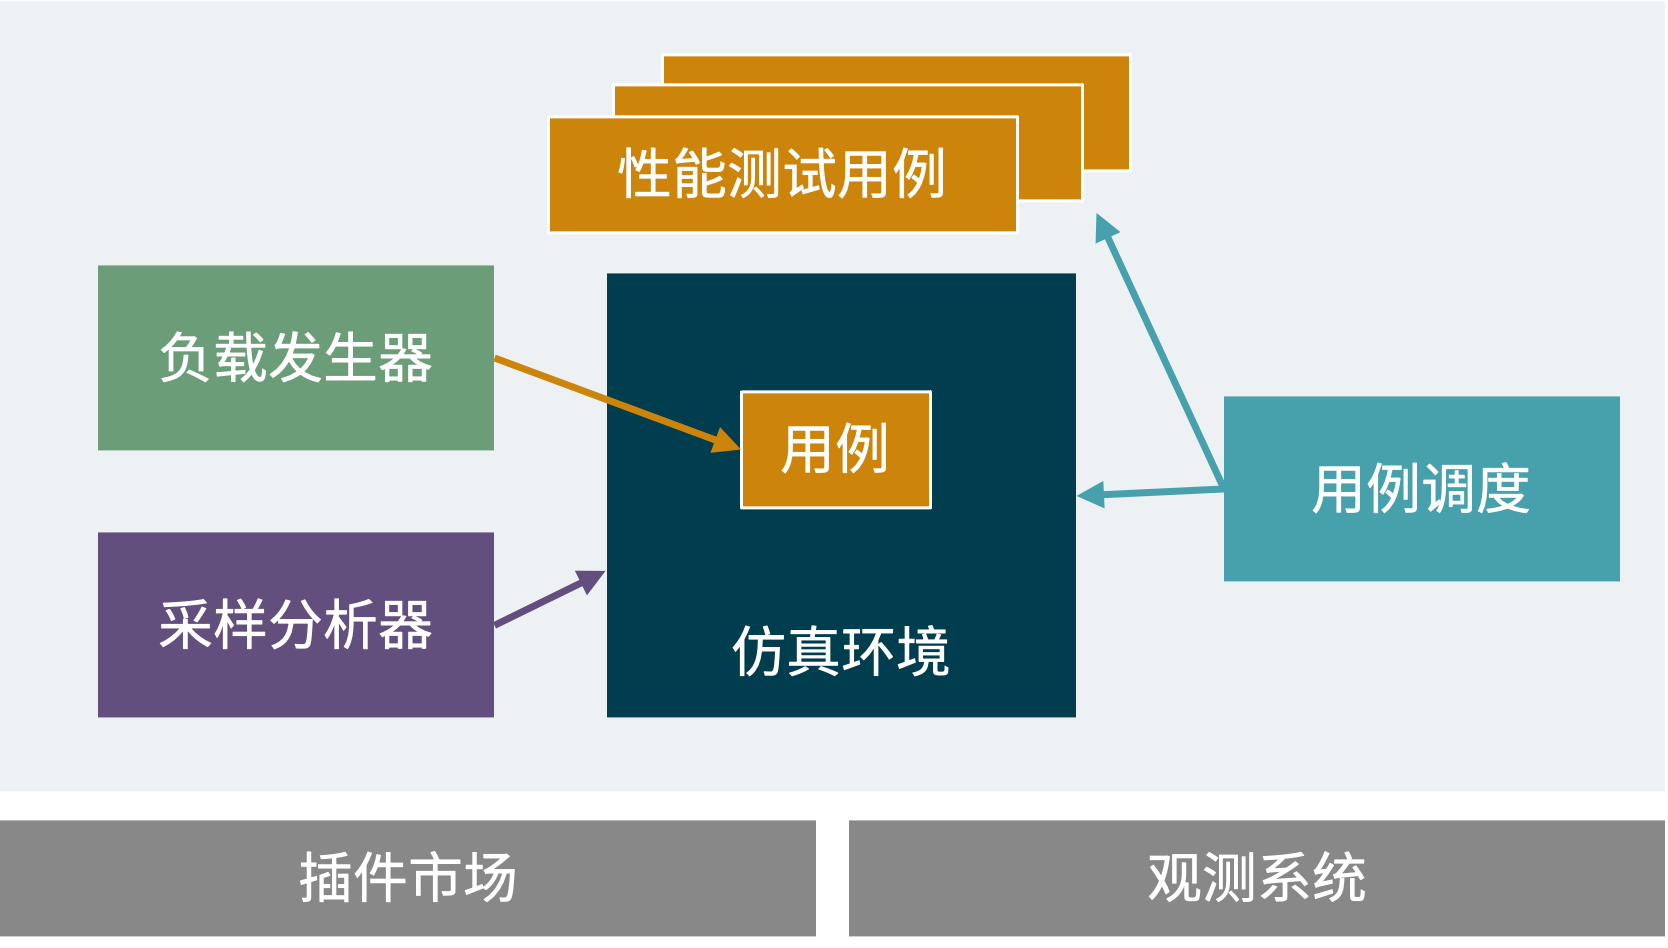 性能测试用例
负载发生器
用例
用例调度
采样分析器
仿真环境
插件市场
观测系统